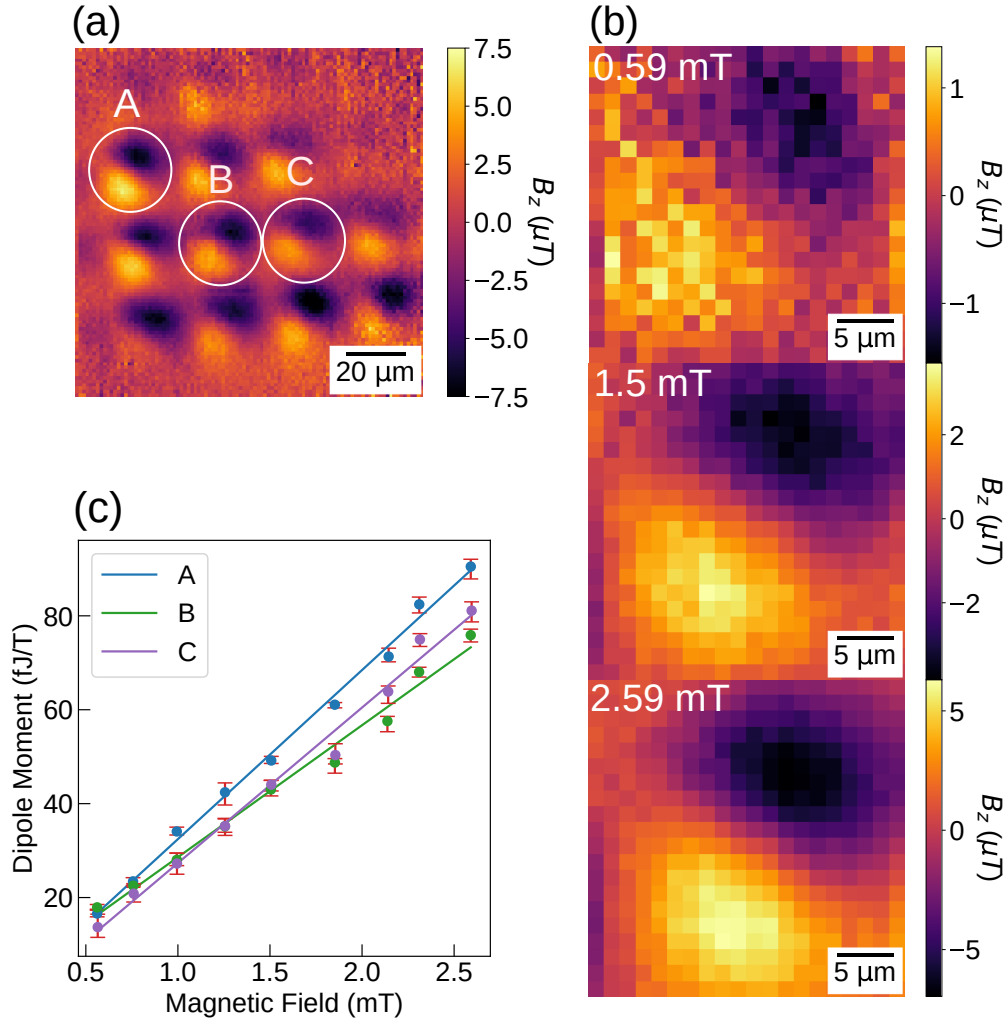 (a)
A
B
C
20 μm
7.5
5.0
2.5
0.0
−2.5
−5.0
−7.5
B_z (μT)
(b)
0.59 mT
5 μm
1
0
−1
B_z (μT)
1.5 mT
5 μm
2
0
−2
B_z (μT)
2.59 mT
5 μm
5
0
−5
B_z (μT)
(c)
A
B
C
80
60
40
20
Dipole Moment (fJ/T)
0.5 1.0 1.5 2.0 2.5
Magnetic Field (mT)